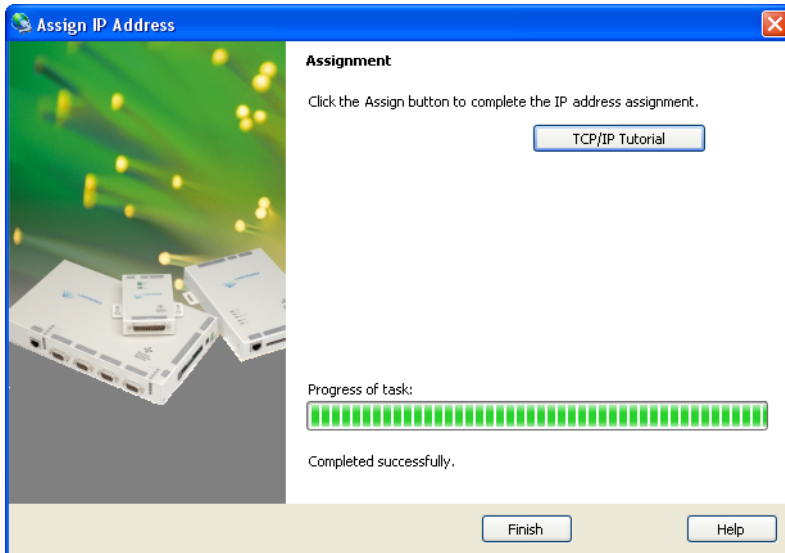 Assign IP Address
Assignment
Click the Assign button to complete the IP address assignment.
TCP/IP Tutorial
Progress of task:
Completed successfully.
Finish
Help